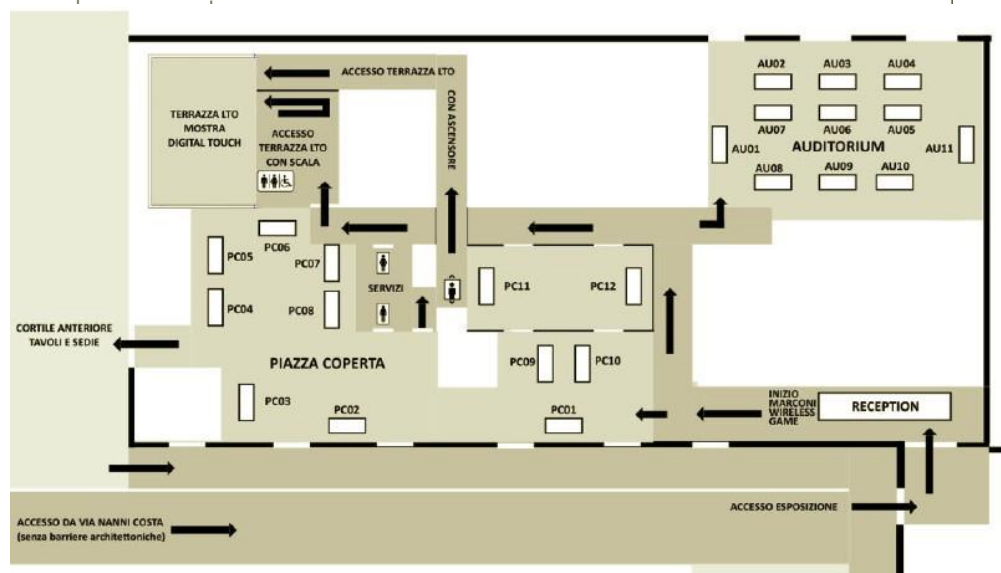 ACCESSO TERRAZZA LTO
CON ASCENSORE
TERRAZZA LTO
MOSTRA
DIGITAL TOUCH
ACCESSO
TERRAZZA LTO
CON SCALA
AU02
AU03
AU04
AU07
AU06
AU05
AU01
AUDITORIUM
AU11
AU08
AU09
AU10
PC06
PC05
PC07
PC04
PC08
SERVIZI
PC11
PC12
CORTILE ANTERIORE
TAVOLI E SEDIE
PIAZZA COPERTA
PC09
PC10
PC03
PC02
PC01
INIZIO
MARCONI
WIRELESS
GAME
RECEPTION
ACCESSO ESPOSIZIONE
ACCESSO DA VIA NANNI COSTA
(senza barriere architettoniche)